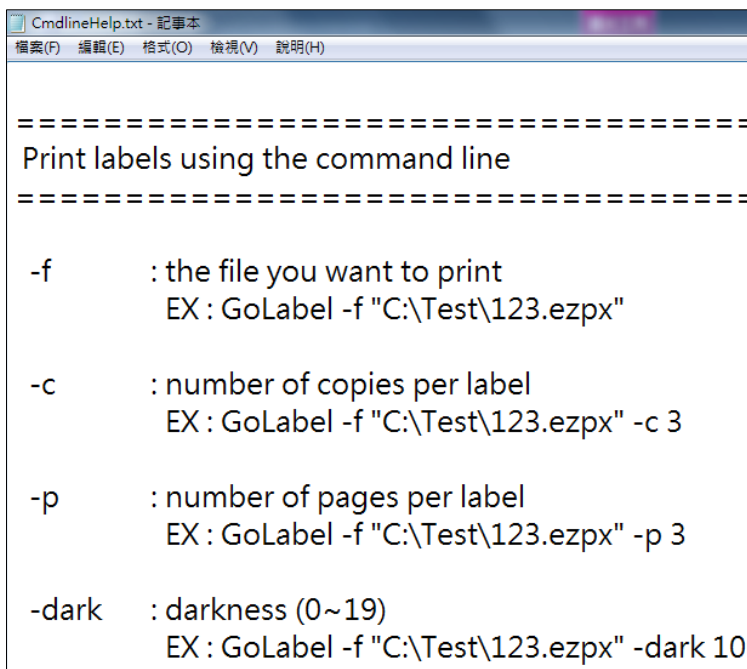 CmdlineHelp.txt - 記事本
檔案(F) 編輯(E) 格式(O) 檢視(V) 說明(H)
==================================
Print labels using the command line
==================================
-f : the file you want to print
EX : GoLabel -f "C:\Test\123.ezpx"
-c : number of copies per label
EX : GoLabel -f "C:\Test\123.ezpx" -c 3
-p : number of pages per label
EX : GoLabel -f "C:\Test\123.ezpx" -p 3
-dark : darkness (0~19)
EX : GoLabel -f "C:\Test\123.ezpx" -dark 10